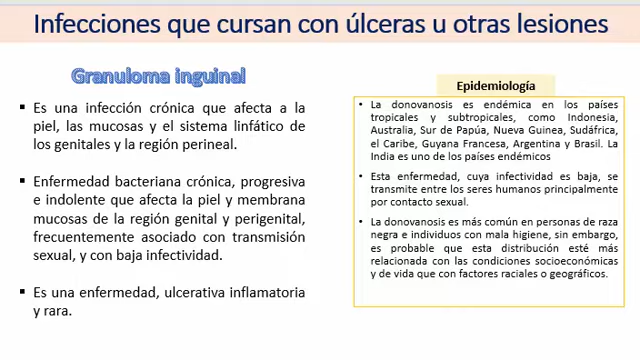 Infecciones que cursan con úlceras u otras lesiones
Granuloma inguinal
▪ Es una infección crónica que afecta a la
piel, las mucosas y el sistema linfático de
los genitales y la región perineal.
▪ Enfermedad bacteriana crónica, progresiva
e indolente que afecta la piel y membrana
mucosas de la región genital y perigenital,
frecuentemente asociado con transmisión
sexual, y con baja infectividad.
▪ Es una enfermedad, ulcerativa inflamatoria
y rara.
Epidemiología
• La donovanosis es endémica en los países
tropicales y subtropicales, como Indonesia,
Australia, Sur de Papúa, Nueva Guinea, Sudáfrica,
el Caribe, Guyana Francesa, Argentina y Brasil. La
India es uno de los países endémicos
• Esta enfermedad, cuya infectividad es baja, se
transmite entre los seres humanos principalmente
por contacto sexual.
• La donovanosis es más común en personas de raza
negra e individuos con mala higiene, sin embargo,
es probable que esta distribución esté más
relacionada con las condiciones socioeconómicas
y de vida que con factores raciales o geográficos.